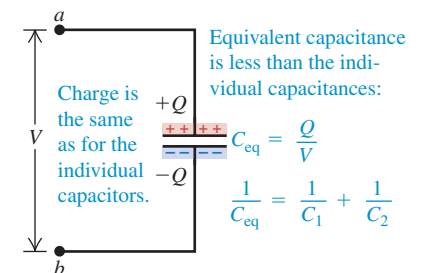 a
Equivalent capacitance
is less than the indi-
vidual capacitances:
Charge is
the same
as for the
individual
capacitors.
V
+Q
++ ++
– – – –
–Q
C_eq = Q/V
1/C_eq = 1/C_1 + 1/C_2
b